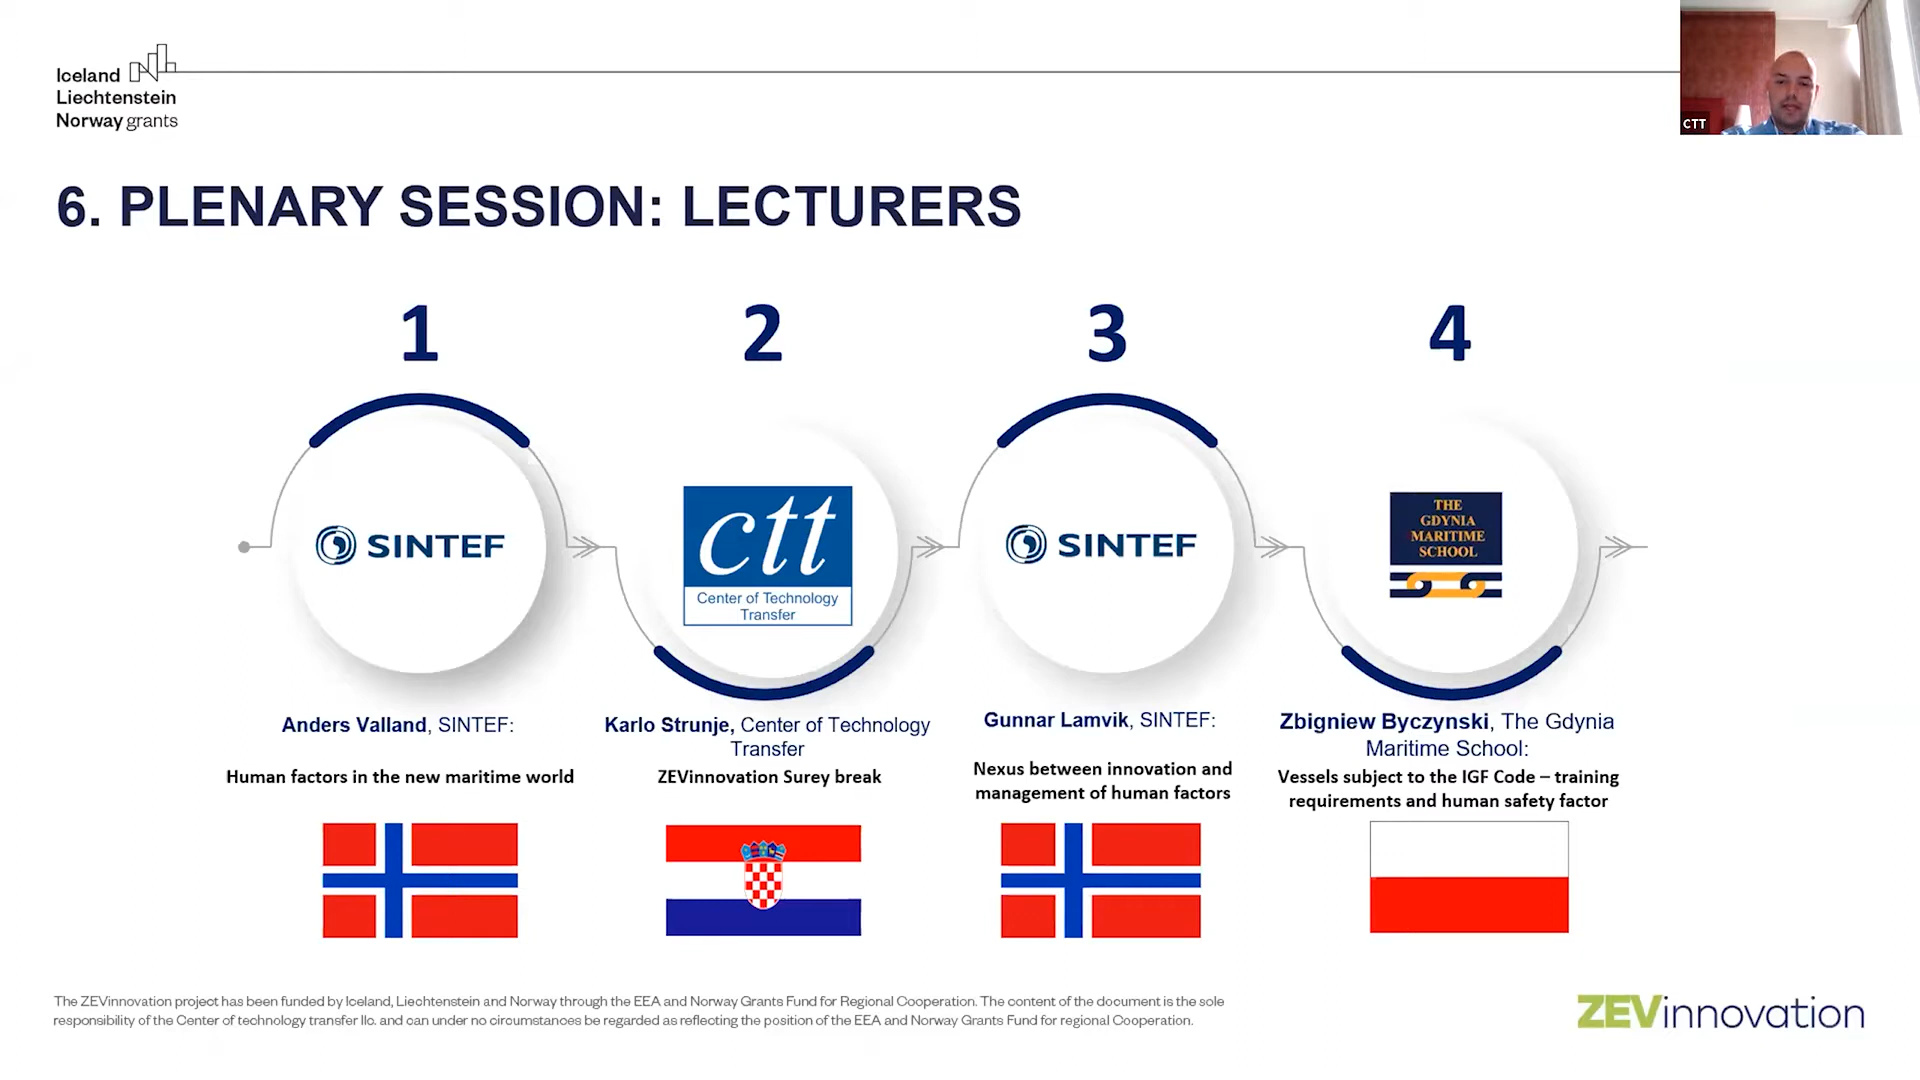 Iceland
Liechtenstein
Norway grants
CTT
6. PLENARY SESSION: LECTURERS
1
2
3
4
SINTEF
ctt
Center of Technology
Transfer
SINTEF
THE
GDYNIA
MARITIME
SCHOOL
Anders Valland, SINTEF:
Human factors in the new maritime world
Karlo Strunje, Center of Technology
Transfer
ZEVinnovation Surey break
Gunnar Lamvik, SINTEF:
Nexus between innovation and
management of human factors
Zbigniew Byczynski, The Gdynia
Maritime School:
Vessels subject to the IGF Code – training
requirements and human safety factor
The ZEVinnovation project has been funded by Iceland, Liechtenstein and Norway through the EEA and Norway Grants Fund for Regional Cooperation. The content of the document is the sole
responsibility of the Center of technology transfer llc. and can under no circumstances be regarded as reflecting the position of the EEA and Norway Grants Fund for regional Cooperation.
ZEVinnovation